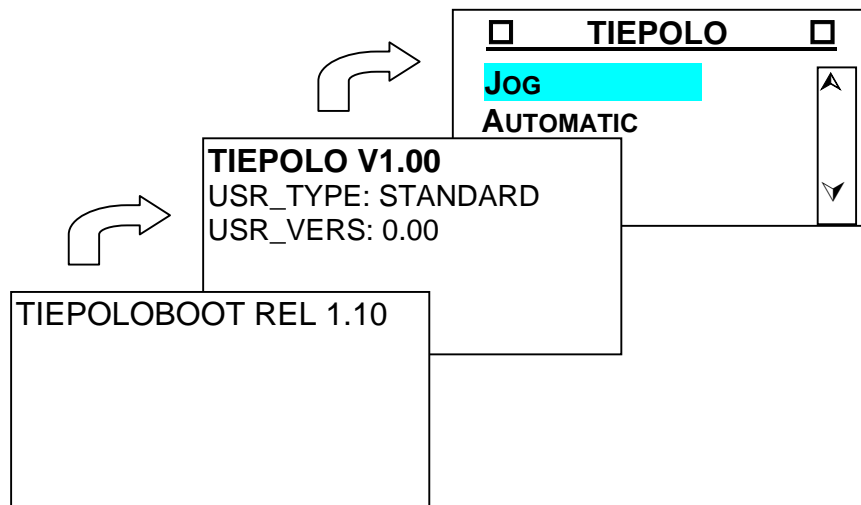 TIEPOLO
JOG
AUTOMATIC
TIEPOLO V1.00
USR_TYPE: STANDARD
USR_VERS: 0.00
TIEPOLOBOOT REL 1.10